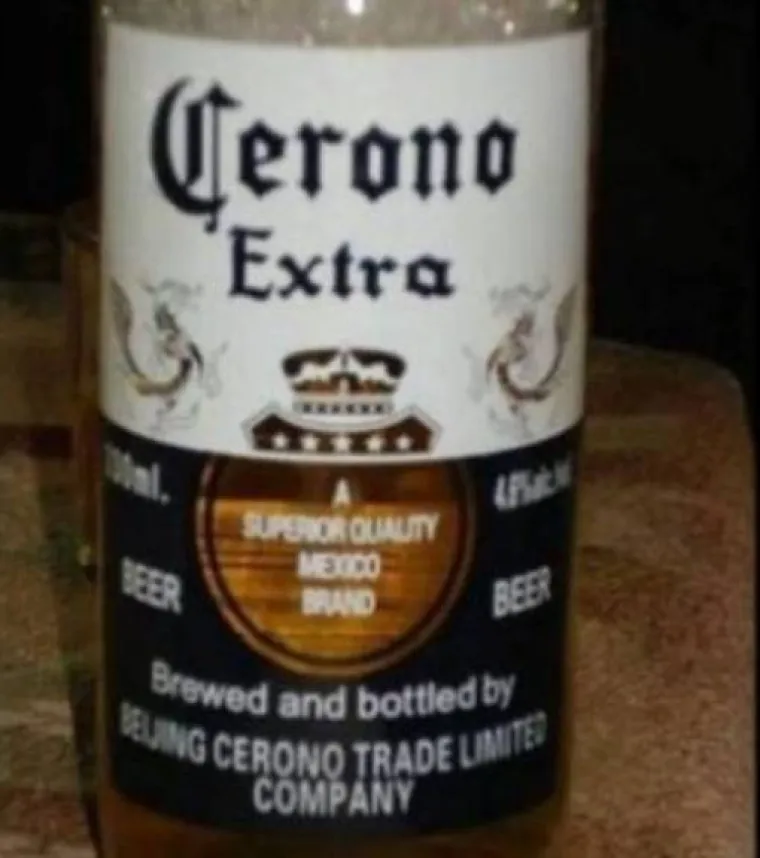 Cerono
Extra
A
SUPERIOR QUALITY
MEXICO
BRAND
BEER
BEER
Brewed and bottled by
BEIJING CERONO TRADE LIMITED
COMPANY